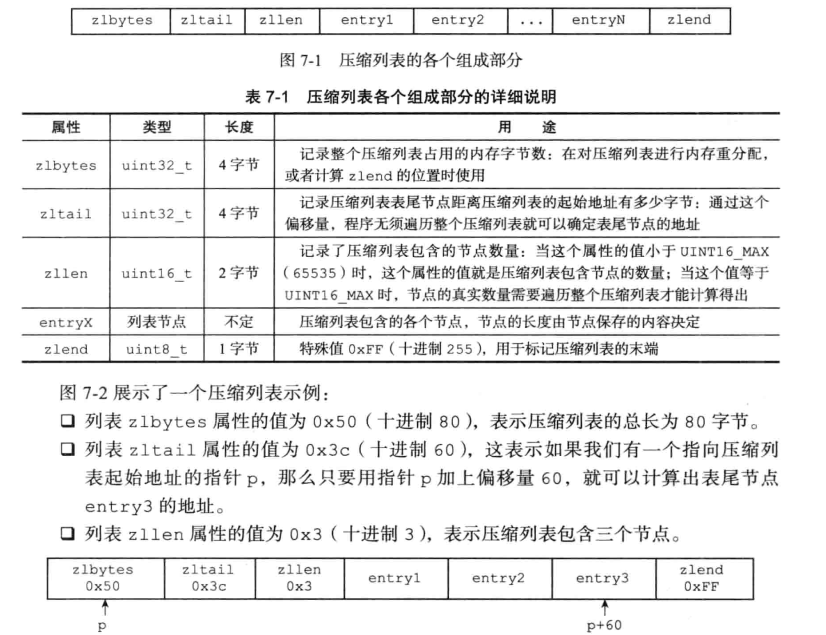 zlbytes zltail zllen entry1 entry2 ... entryN zlend
图 7-1 压缩列表的各个组成部分
表 7-1 压缩列表各个组成部分的详细说明
属性 类型 长度 用 途
zlbytes uint32_t 4 字节 记录整个压缩列表占用的内存字节数：在对压缩列表进行内存重分配，
或者计算 zlend 的位置时使用
zltail uint32_t 4 字节 记录压缩列表表尾节点距离压缩列表的起始地址有多少字节：通过这个
偏移量，程序无须遍历整个压缩列表就可以确定表尾节点的地址
zllen uint16_t 2 字节 记录了压缩列表包含的节点数量：当这个属性的值小于 UINT16_MAX
（65535）时，这个属性的值就是压缩列表包含节点的数量；当这个值等于
UINT16_MAX 时，节点的真实数量需要遍历整个压缩列表才能计算得出
entryX 列表节点 不定 压缩列表包含的各个节点，节点的长度由节点保存的内容决定
zlend uint8_t 1 字节 特殊值 0xFF（十进制 255），用于标记压缩列表的末端
图 7-2 展示了一个压缩列表示例：
❑ 列表 zlbytes 属性的值为 0x50（十进制 80），表示压缩列表的总长为 80 字节。
❑ 列表 zltail 属性的值为 0x3c（十进制 60），这表示如果我们有一个指向压缩列
表起始地址的指针 p，那么只要用指针 p 加上偏移量 60，就可以计算出表尾节点
entry3 的地址。
❑ 列表 zllen 属性的值为 0x3（十进制 3），表示压缩列表包含三个节点。
zlbytes zltail zllen entry1 entry2 entry3 zlend
0x50 0x3c 0x3 0xFF
p p+60